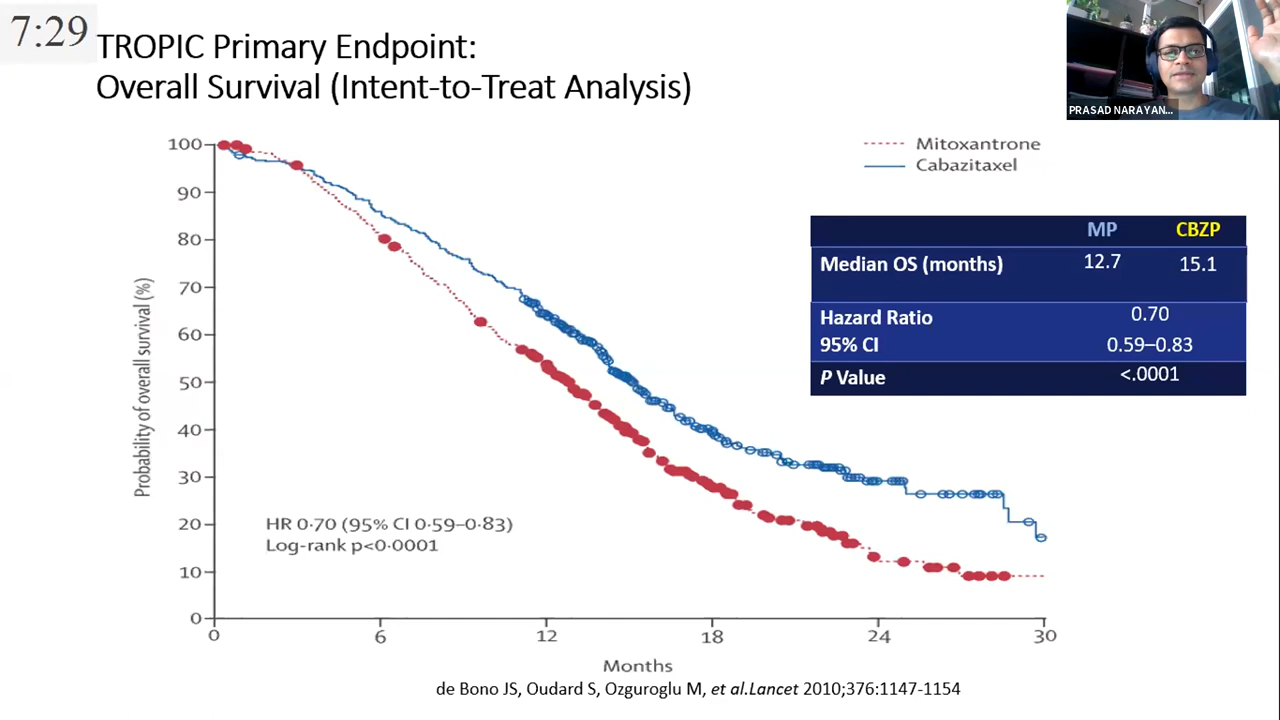 7:29
TROPIC Primary Endpoint:
Overall Survival (Intent-to-Treat Analysis)
PRASAD NARAYAN...
Mitoxantrone
Cabazitaxel
MP CBZP
Median OS (months) 12.7 15.1
Hazard Ratio 0.70
95% CI 0.59–0.83
P Value <.0001
Probability of overall survival (%)
100
90
80
70
60
50
40
30
20
10
0
HR 0·70 (95% CI 0·59–0·83)
Log-rank p<0·0001
0 6 12 18 24 30
Months
de Bono JS, Oudard S, Ozguroglu M, et al.Lancet 2010;376:1147-1154